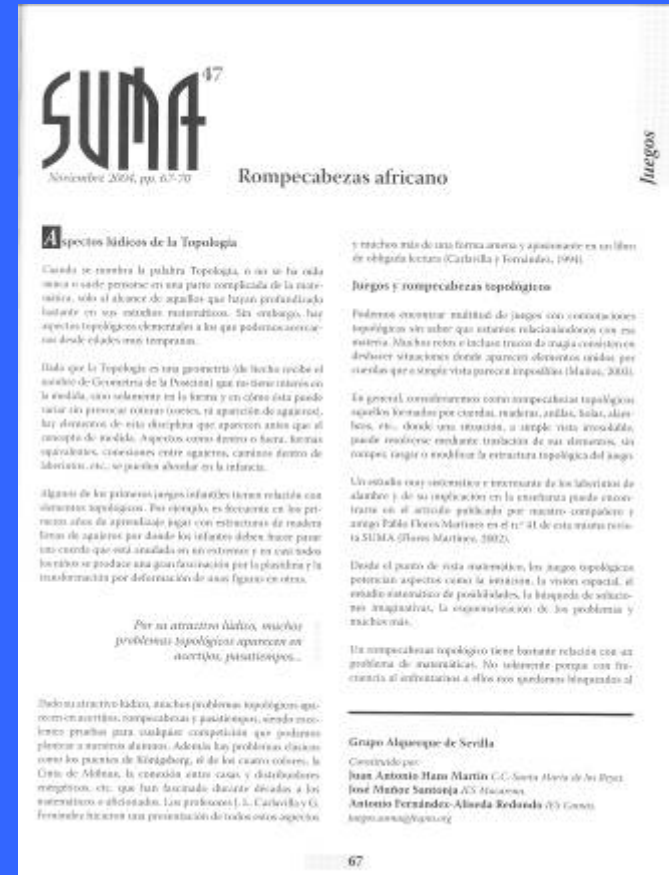 SUMA 47
Noviembre 2004, pp. 67-70
Rompecabezas africano
Juegos
Aspectos lúdicos de la Topología
Cuando se nombra la palabra Topología, o no se ha oído
nunca o suele pensarse en una parte complicada de la mate-
mática, sólo al alcance de aquellos que hayan profundizado
bastante en sus estudios matemáticos. Sin embargo, hay
aspectos topológicos elementales a los que podemos acercar-
nos desde edades muy tempranas.
Dado que la Topología es una geometría (de hecho recibe el
nombre de Geometría de la Posición) que no tiene interés en
la medida, sino solamente en la forma y en cómo ésta puede
variar sin provocar roturas (cortes, ni aparición de agujeros),
hay elementos de esta disciplina que aparecen antes que el
concepto de medida. Aspectos como dentro o fuera, formas
equivalentes, conexiones entre agujeros, caminos dentro de
laberintos, etc., se pueden abordar en la infancia.
Algunos de los primeros juegos infantiles tienen relación con
elementos topológicos. Por ejemplo, es frecuente en los pri-
meros años de aprendizaje jugar con estructuras de madera
llenas de agujeros por donde los infantes deben hacer pasar
una cuerda que está anudada en un extremo y en casi todos
los niños se produce una gran fascinación por la plastilina y la
transformación por deformación de unas figuras en otras.
Por su atractivo lúdico, muchos
problemas topológicos aparecen en
acertijos, pasatiempos...
Dado su atractivo lúdico, muchos problemas topológicos apa-
recen en acertijos, rompecabezas y pasatiempos, siendo exce-
lentes pruebas para cualquier competición que podamos
plantear a nuestros alumnos. Además hay problemas clásicos
como los puentes de Königsberg, el de los cuatro colores, la
Cinta de Möbius, la conexión entre casas y distribuidores
energéticos, etc. que han fascinado durante décadas a los
matemáticos o aficionados. Los profesores J. L. Carlavilla y G.
Fernández hicieron una presentación de todos estos aspectos
y muchos más de una forma amena y apasionante en un libro
de obligada lectura (Carlavilla y Fernández, 1994).
Juegos y rompecabezas topológicos
Podemos encontrar multitud de juegos con connotaciones
topológicas sin saber que estamos relacionándonos con esa
materia. Muchos retos e incluso trucos de magia consisten en
deshacer situaciones donde aparecen elementos unidos por
cuerdas que a simple vista parecen imposibles (Muñoz, 2003).
En general, consideraremos como rompecabezas topológicos
aquellos formados por cuerdas, maderas, anillas, bolas, alam-
bres, etc., donde una situación, a simple vista irresoluble,
puede resolverse mediante traslación de sus elementos, sin
romper, rasgar o modificar la estructura topológica del juego.
Un estudio muy sistemático e interesante de los laberintos de
alambre y de su implicación en la enseñanza puede encon-
trarse en el artículo publicado por nuestro compañero y
amigo Pablo Flores Martínez en el n.º 41 de esta misma revis-
ta SUMA (Flores Martínez, 2002).
Desde el punto de vista matemático, los juegos topológicos
potencian aspectos como la intuición, la visión espacial, el
estudio sistemático de posibilidades, la búsqueda de solucio-
nes imaginativas, la esquematización de los problemas y
muchos más.
Un rompecabezas topológico tiene bastante relación con un
problema de matemáticas. No solamente porque con fre-
cuencia al enfrentarnos a ellos nos quedamos bloqueados al
Grupo Alquerque de Sevilla
Constituido por:
Juan Antonio Hans Martín C.C. Santa María de los Reyes.
José Muñoz Santonja IES Macarena.
Antonio Fernández-Aliseda Redondo IES Camas.
juegos.suma@fespm.org
67